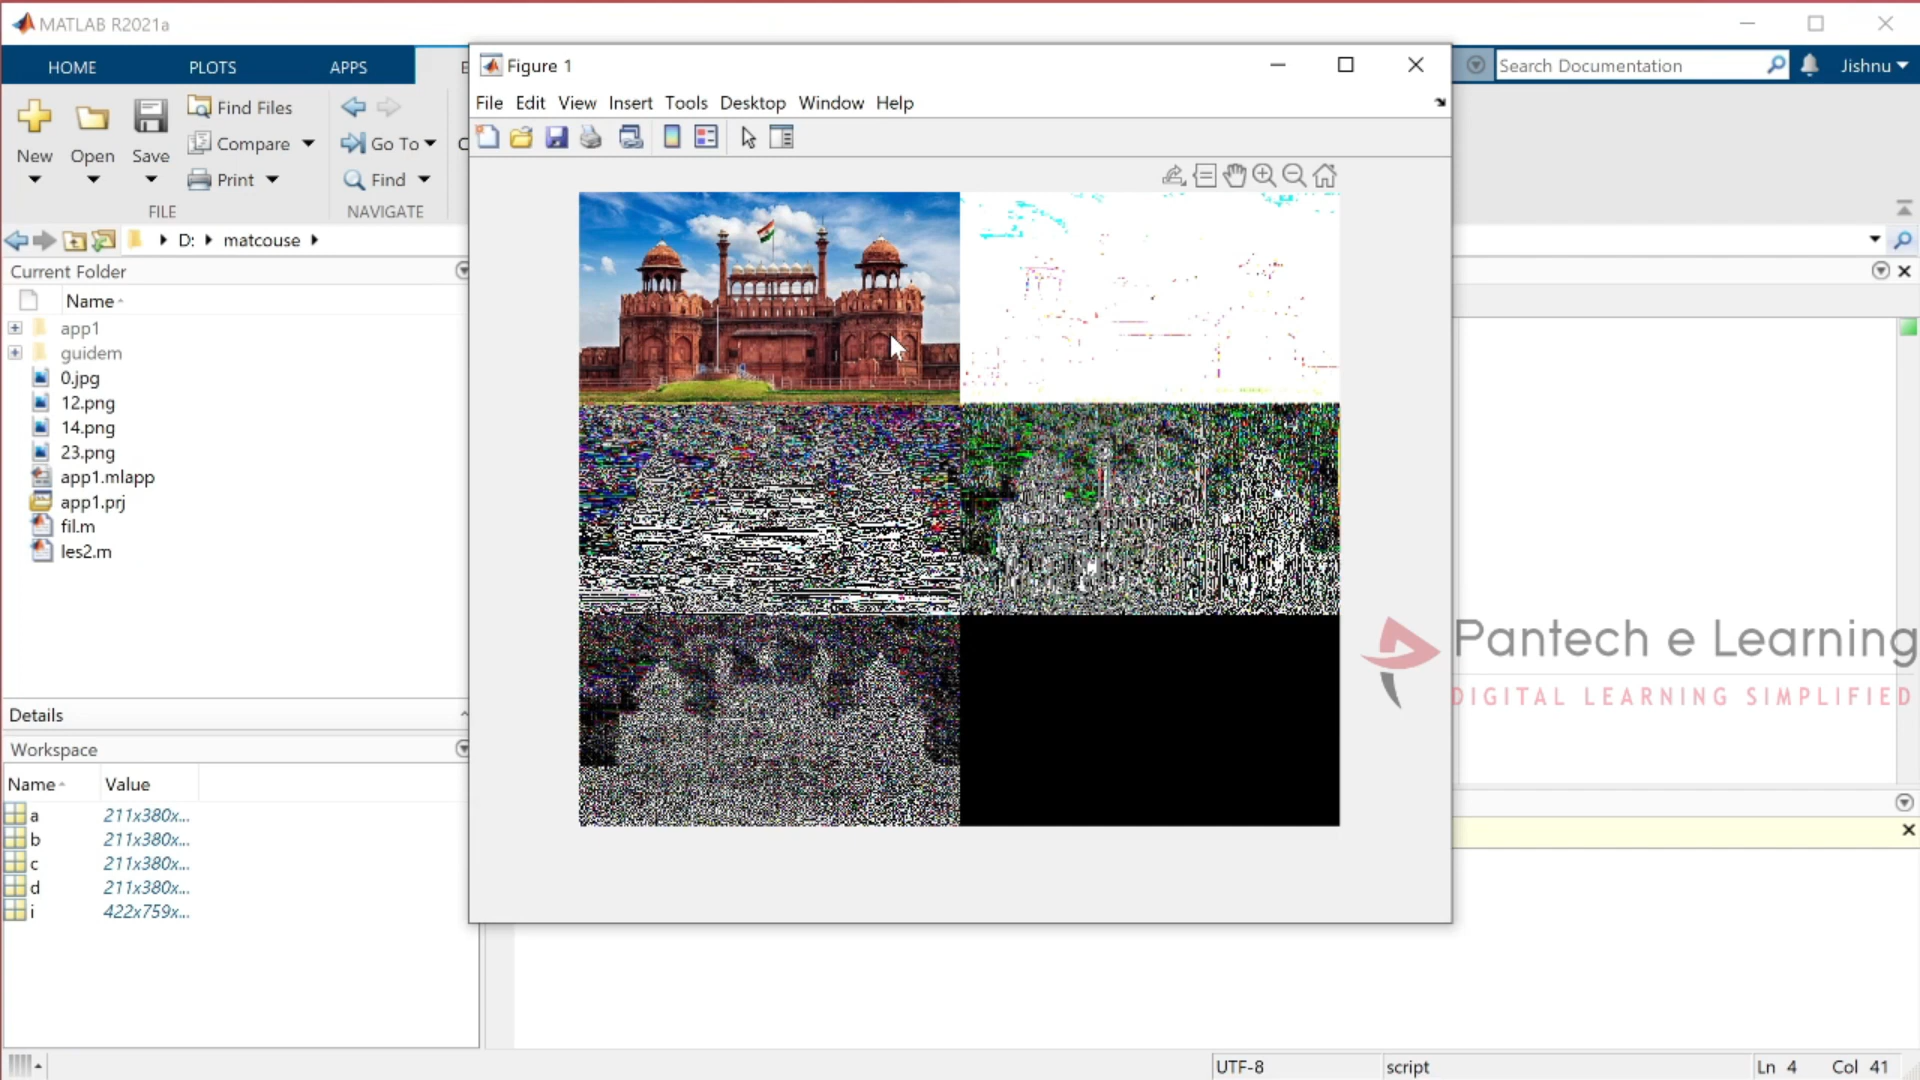 MATLAB R2021a
HOME
PLOTS
APPS
E
Figure 1
Search Documentation
Jishnu
File Edit View Insert Tools Desktop Window Help
New
Open
Save
Find Files
Compare
Print
Go To
Find
C
FILE
NAVIGATE
D:
matcouse
Current Folder
Name
app1
guidem
0.jpg
12.png
14.png
23.png
app1.mlapp
app1.prj
fil.m
les2.m
Details
Workspace
Name Value
a 211x380x...
b 211x380x...
c 211x380x...
d 211x380x...
i 422x759x...
Pantech e Learning
DIGITAL LEARNING SIMPLIFIED
UTF-8
script
Ln 4 Col 41